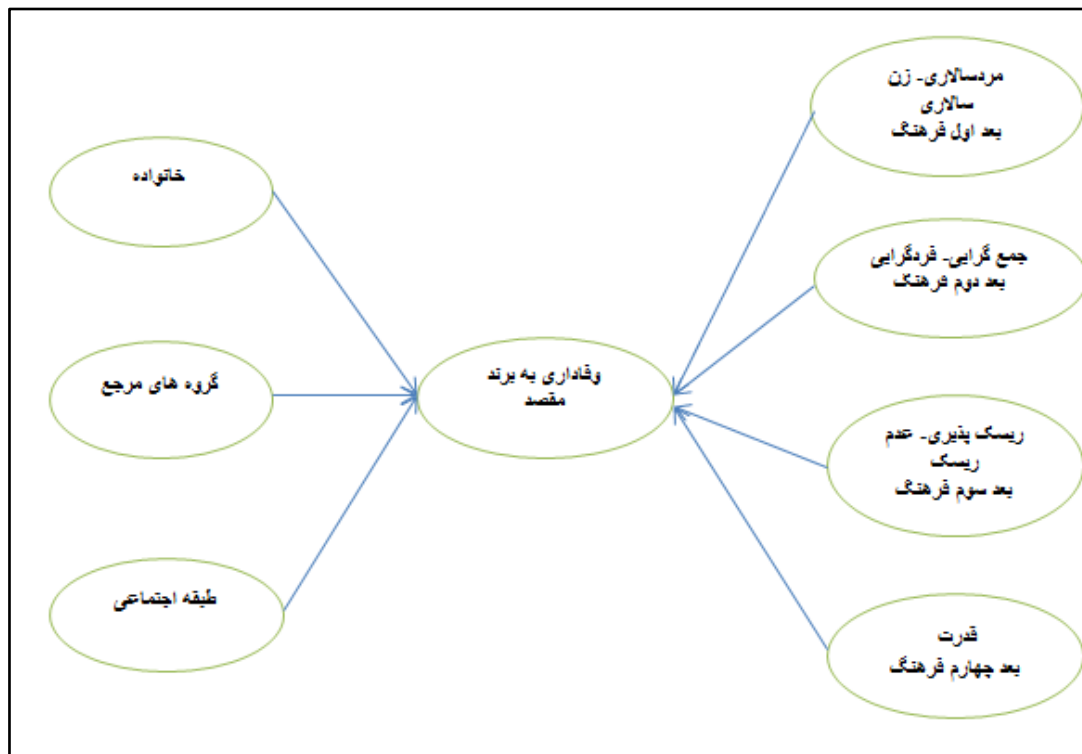 مردسالاری- زن
سالاری
بعد اول فرهنگ
خانواده
جمع گرایی- فردگرایی
بعد دوم فرهنگ
وفاداری به برند
مقصد
گروه های مرجع
ریسک پذیری- عدم
ریسک
بعد سوم فرهنگ
طبقه اجتماعی
قدرت
بعد چهارم فرهنگ